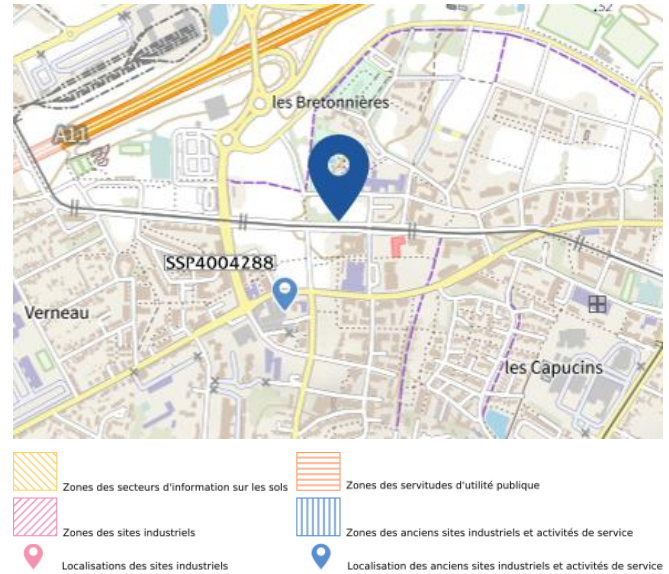 52
les Bretonnières
A11
SSP4004288
Verneau
les Capucins
Zones des secteurs d'information sur les sols
Zones des servitudes d'utilité publique
Zones des sites industriels
Zones des anciens sites industriels et activités de service
Localisations des sites industriels
Localisation des anciens sites industriels et activités de service